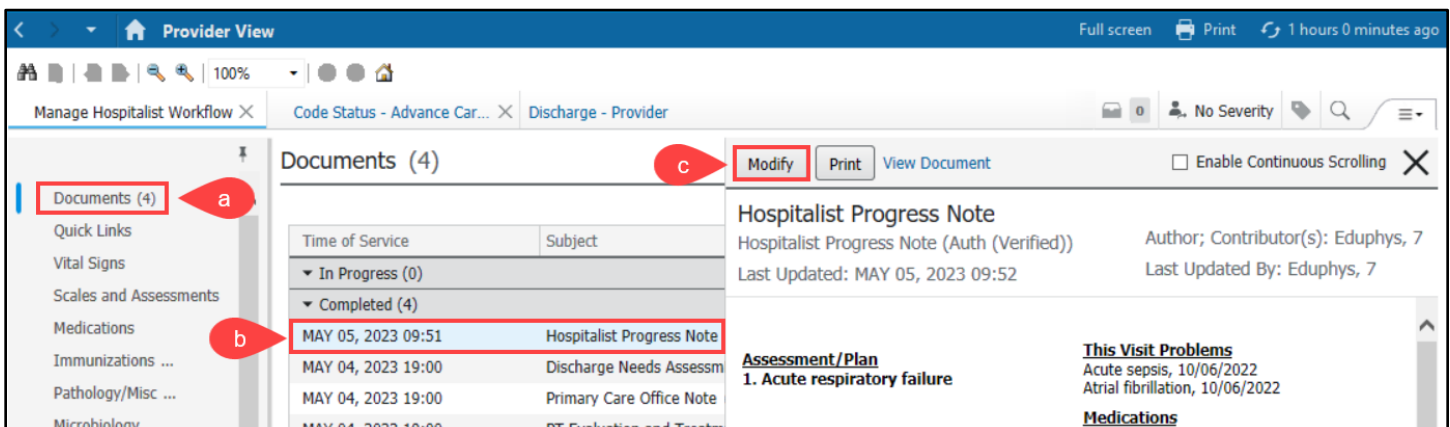 Provider View
Full screen Print 1 hours 0 minutes ago
100%
Manage Hospitalist Workflow
Code Status - Advance Car...
Discharge - Provider
0
No Severity
Documents (4)
a
Quick Links
Vital Signs
Scales and Assessments
Medications
Immunizations ...
Pathology/Misc ...
Microbiology
Documents (4)
Time of Service Subject
In Progress (0)
Completed (4)
b
MAY 05, 2023 09:51 Hospitalist Progress Note
MAY 04, 2023 19:00 Discharge Needs Assessm
MAY 04, 2023 19:00 Primary Care Office Note
c
Modify Print View Document Enable Continuous Scrolling
Hospitalist Progress Note
Hospitalist Progress Note (Auth (Verified))
Last Updated: MAY 05, 2023 09:52
Author; Contributor(s): Eduphys, 7
Last Updated By: Eduphys, 7
Assessment/Plan
1. Acute respiratory failure
This Visit Problems
Acute sepsis, 10/06/2022
Atrial fibrillation, 10/06/2022
Medications